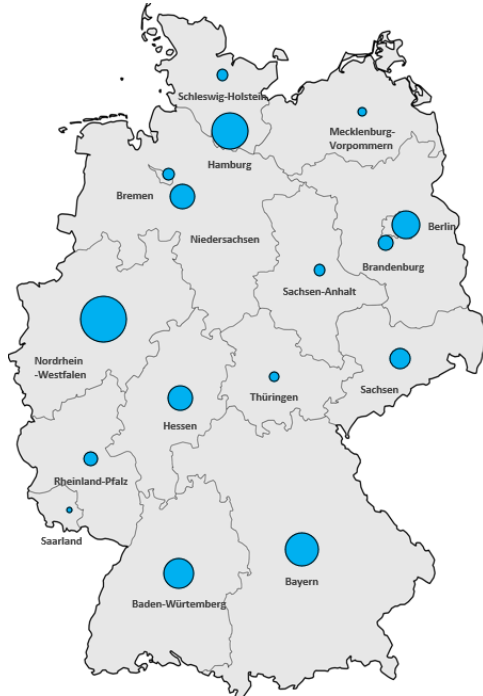 Schleswig-Holstein
Mecklenburg-
Vorpommern
Hamburg
Bremen
Niedersachsen
Berlin
Brandenburg
Sachsen-Anhalt
Nordrhein
-Westfalen
Hessen
Thüringen
Sachsen
Rheinland-Pfalz
Saarland
Baden-Würtemberg
Bayern